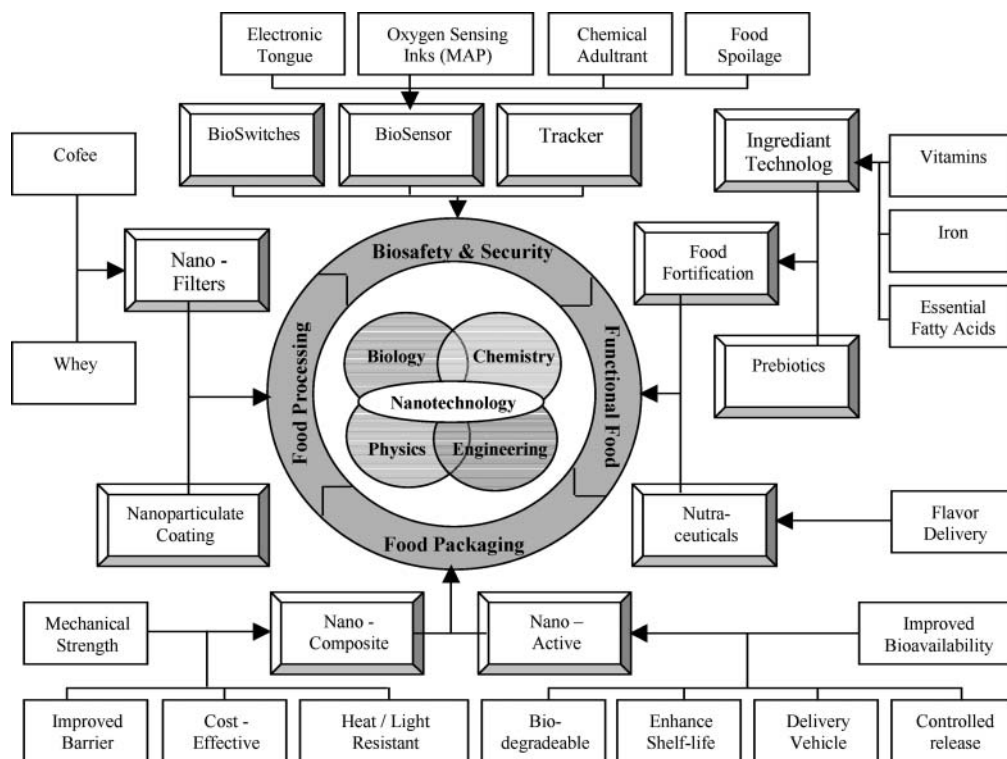 Electronic
Tongue
Oxygen Sensing
Inks (MAP)
Chemical
Adultrant
Food
Spoilage
BioSwitches
BioSensor
Tracker
Ingrediant
Technolog
Cofee
Vitamins
Nano -
Filters
Biosafety & Security
Food
Fortification
Iron
Whey
Food Processing
Biology
Chemistry
Nanotechnology
Physics
Engineering
Functional Food
Prebiotics
Essential
Fatty Acids
Nanoparticulate
Coating
Food Packaging
Nutra-
ceuticals
Flavor
Delivery
Mechanical
Strength
Nano -
Composite
Nano –
Active
Improved
Bioavailability
Improved
Barrier
Cost -
Effective
Heat / Light
Resistant
Bio-
degradeable
Enhance
Shelf-life
Delivery
Vehicle
Controlled
release